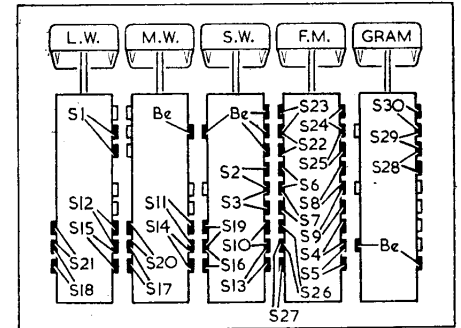 L.W. M.W. S.W. F.M. GRAM
S1 Be Be S23 S30
S24 S29
S22 S28
S25
S2 S6
S3 S8
S7
S12 S11 S19 S9
S15 S14 S10 S4 Be
S21 S20 S16 S5
S18 S17 S13 S26
S27